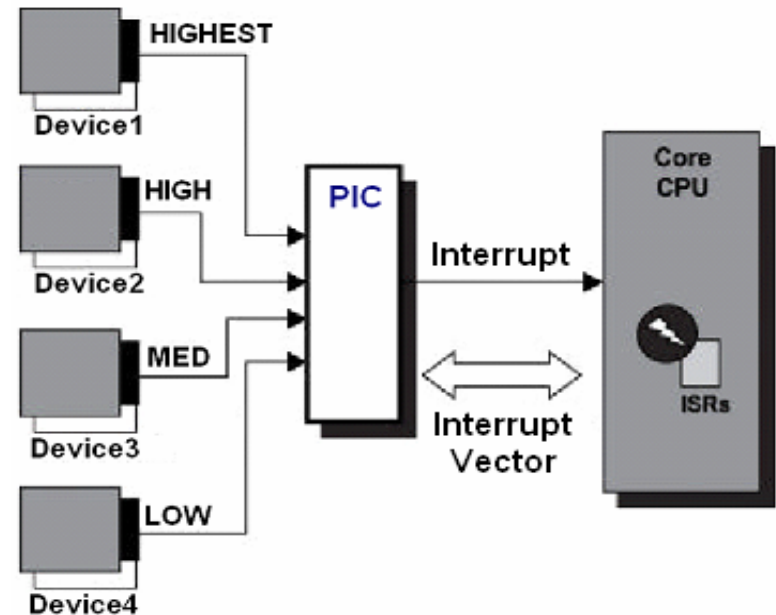 HIGHEST
Device1
HIGH
Device2
MED
Device3
LOW
Device4
PIC
Interrupt
Interrupt
Vector
Core
CPU
ISRs